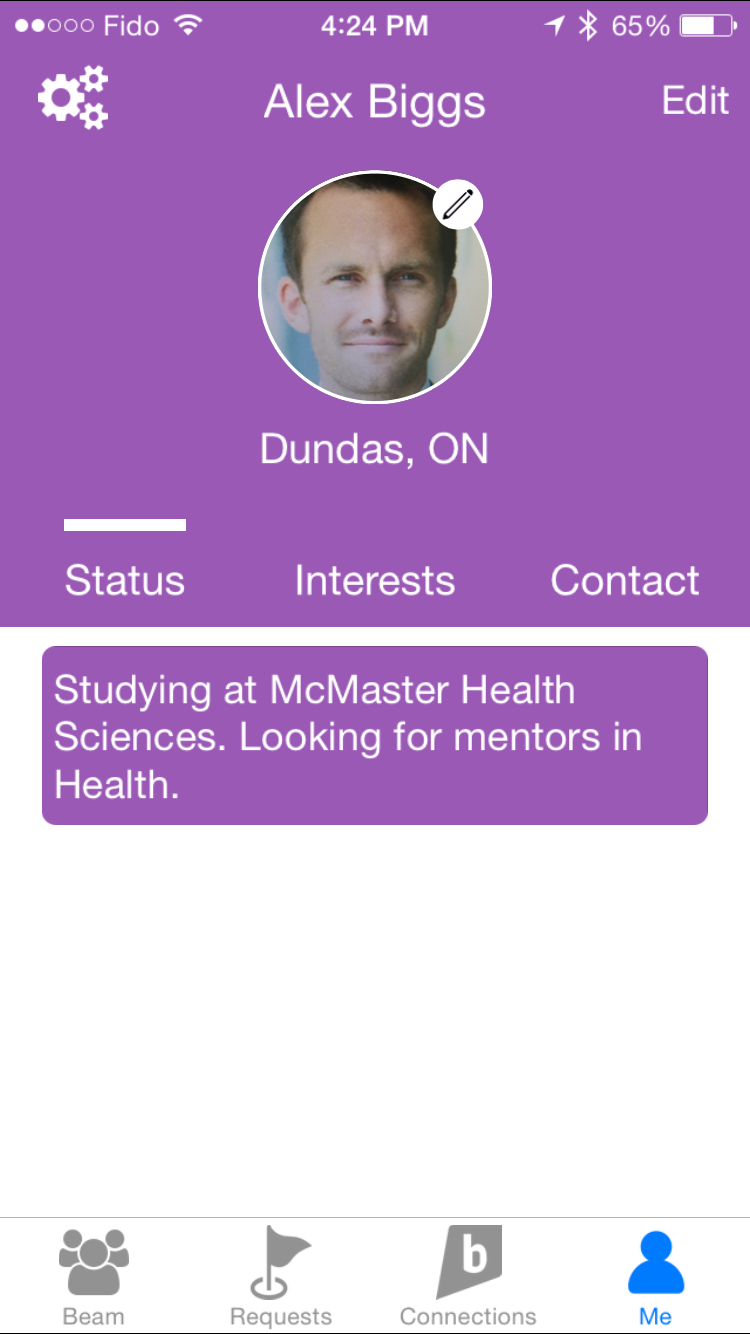 Fido 4:24 PM 65%
Alex Biggs Edit
Dundas, ON
Status Interests Contact
Studying at McMaster Health
Sciences. Looking for mentors in
Health.
b
Beam Requests Connections Me